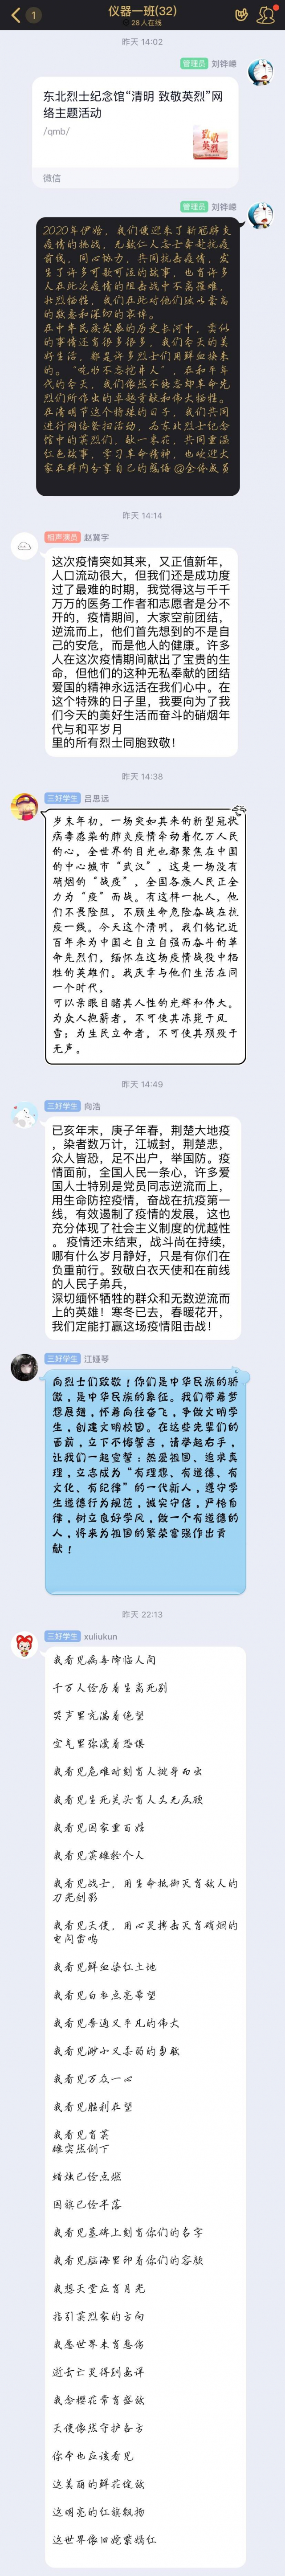 1
仪器一班(32)
28人在线
昨天 14:02
管理员 刘铧嵘
东北烈士纪念馆“清明 致敬英烈”网
络主题活动
/qmb/
致敬
英烈
微信
管理员 刘铧嵘
2020年伊始，我们便迎来了新冠肺炎
疫情的挑战，无数仁人志士奔赴抗疫
前线，同心协力，共同抗击疫情，发
生了许多可歌可泣的故事，也有许多
人在此次疫情的阻击战中不离摧难，
壮烈牺牲，我们在此对他们致以崇高
的敬意和深切的哀悼。
在中华民族发展的历史长河中，类似
的事情还有很多很多，我们今天的美
好生活，都是许多烈士们用鲜血换来
的。“吃水不忘挖井人”，在和平年
代的今天，我们依然不能忘却革命先
烈们所作出的卓越贡献和伟大牺牲。
在清明节这个特殊的日子，我们共同
进行网络祭扫活动，为东北烈士纪念
馆中的英烈们，献一束花，共同重温
红色故事，学习革命精神，也欢迎大
家在群内分享自己的感悟@全体成员
昨天 14:14
相声演员 赵冀宇
这次疫情突如其来，又正值新年，
人口流动很大，但我们还是成功度
过了最难的时期，我觉得这与千千
万万的医务工作者和志愿者是分不
开的，疫情期间，大家空前团结，
逆流而上，他们首先想到的不是自
己的安危，而是他人的健康。许多
人在这次疫情期间献出了宝贵的生
命，但他们的这种无私奉献的团结
爱国的精神永远活在我们心中。在
这个特殊的日子里，我要向为了我
们今天的美好生活而奋斗的硝烟年
代与和平岁月
里的所有烈士同胞致敬！
昨天 14:38
三好学生 吕思远
岁末年初，一场突如其来的新型冠状
病毒感染的肺炎疫情牵动着亿万人民
的心，全世界的目光也都聚焦在中国
的中心城市“武汉”，这是一场没有
硝烟的“战疫”，全国各族人民正全
力为“疫”而战。有这样一批人，他
们不畏险阻，不顾生命危险奋战在抗
疫一线。今天这个清明，我们铭记近
百年来为中国之自立自强而奋斗的革
命先烈们，缅怀在这场疫情战役中牺
牲的英雄们。我庆幸与他们生活在同
一个时代，
可以亲眼目睹其人性的光辉和伟大。
为众人抱薪者，不可使其冻毙于风
雪；为生民立命者，不可使其殒殁于
无声。
昨天 14:49
三好学生 向浩
已亥年末，庚子年春，荆楚大地疫
，染者数万计，江城封，荆楚悲，
众人皆恐，足不出户，举国防。疫
情面前，全国人民一条心，许多爱
国人士特别是党员同志逆流而上，
用生命防控疫情，奋战在抗疫第一
线，有效遏制了疫情的发展，这也
充分体现了社会主义制度的优越性
。疫情还未结束，战斗尚在持续，
哪有什么岁月静好，只是有你们在
负重前行。致敬白衣天使和在前线
的人民子弟兵，
深切缅怀牺牲的群众和无数逆流而
上的英雄！寒冬已去，春暖花开，
我们定能打赢这场疫情阻击战！
三好学生 江娅琴
向烈士们致敬！你们是中华民族的骄
傲，是中华民族的象征。我们带着梦
想展翅，怀着向往奋飞，争做文明学
生，创建文明校园。在这些先辈们的
面前，立下不悔誓言，请举起右手，
让我们一起宣誓：热爱祖国、追求真
理，立志成为“有理想、有道德、有
文化、有纪律”的一代新人，遵守学
生道德行为规范，诚实守信，严格自
律，树立良好学风，做一个有道德的
人，将来为祖国的繁荣富强作出贡
献！
昨天 22:13
三好学生 xuliukun
我看见病毒降临人间
千万人经历着生离死别
哭声里充满着绝望
空气里弥漫着恐惧
我看见危难时刻有人挺身而出
我看见生死关头有人义无反顾
我看见国家重百姓
我看见英雄轻个人
我看见战士，用生命抵御灭有敌人的
刀光剑影
我看见天使，用心灵搏击灭有硝烟的
电闪雷鸣
我看见鲜血染红土地
我看见白衣点亮希望
我看见普通又平凡的伟大
我看见渺小又柔弱的勇敢
我看见万众一心
我看见胜利在望
我看见有英
雄突然倒下
蜡烛已经点燃
国旗已经半落
我看见墓碑上刻有你们的名字
我看见脑海里印着你们的容颜
我想天堂应有月光
指引英烈家的方向
我愿世界未有悲伤
逝去亡灵得到安详
我念樱花常有盛放
天使依然守护各方
你今也应该看见
这美丽的鲜花绽放
这明亮的红旗飘扬
这世界依旧姹紫嫣红